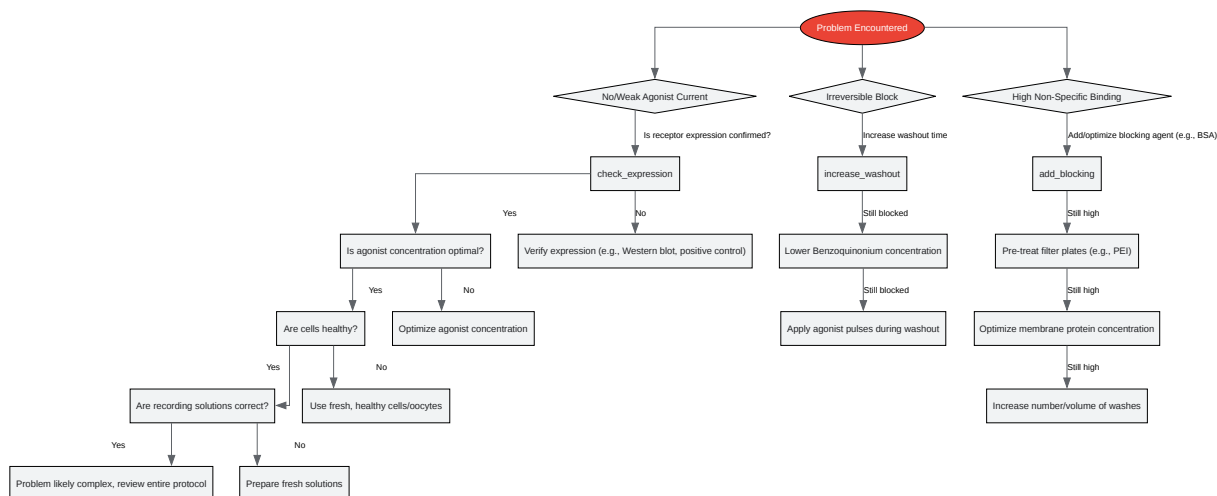 Problem Encountered
No/Weak Agonist Current
Irreversible Block
High Non-Specific Binding
Is receptor expression confirmed?
Increase washout time
Add/optimize blocking agent (e.g., BSA)
check_expression
increase_washout
add_blocking
Yes
No
Still blocked
Still high
Is agonist concentration optimal?
Verify expression (e.g., Western blot, positive control)
Lower Benzoquinonium concentration
Pre-treat filter plates (e.g., PEI)
Yes
No
Still blocked
Still high
Are cells healthy?
Optimize agonist concentration
Apply agonist pulses during washout
Optimize membrane protein concentration
Yes
No
Still high
Are recording solutions correct?
Use fresh, healthy cells/oocytes
Increase number/volume of washes
Yes
No
Problem likely complex, review entire protocol
Prepare fresh solutions